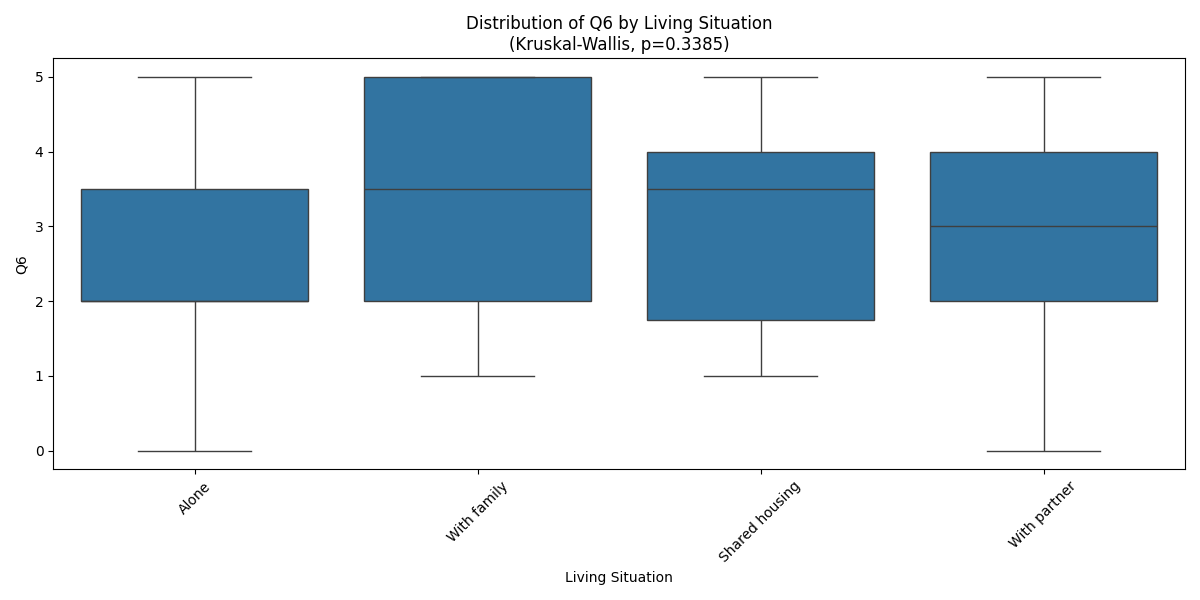 Distribution of Q6 by Living Situation
(Kruskal-Wallis, p=0.3385)
5
4
3
2
1
0
Q6
Alone
With family
Shared housing
With partner
Living Situation